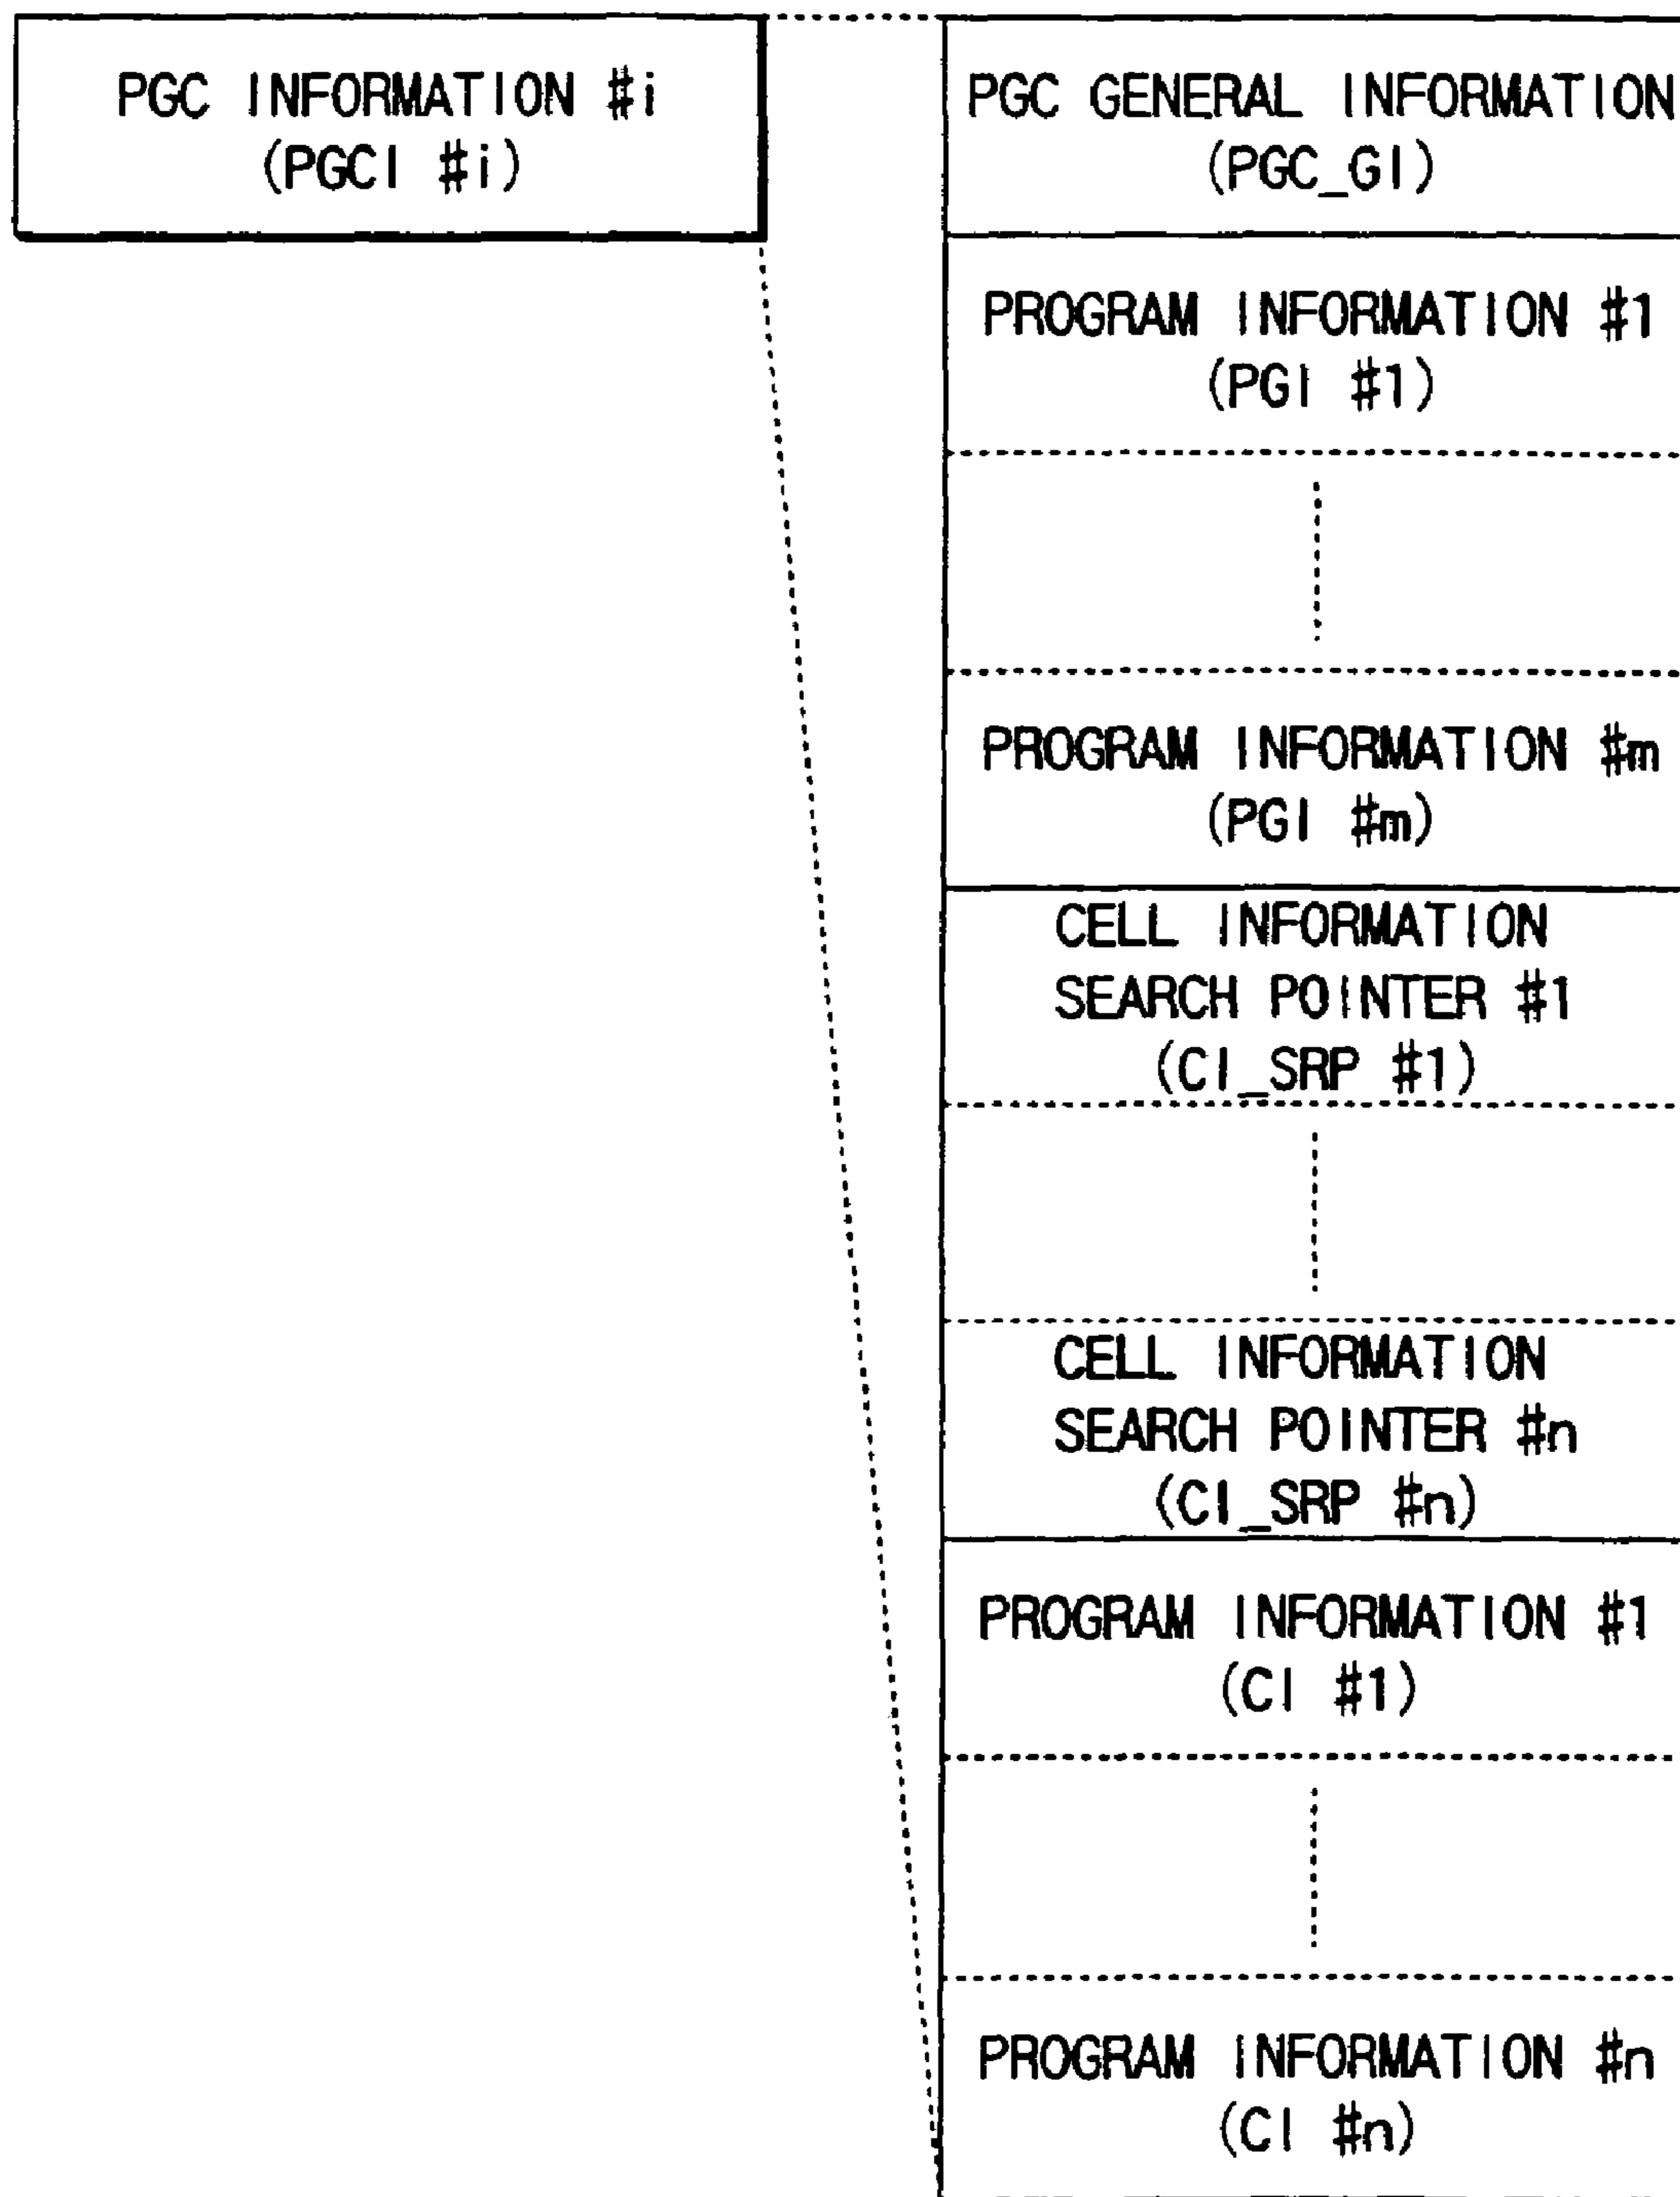 PGC INFORMATION #i
(PGCI #i)
PGC GENERAL INFORMATION
(PGC_GI)
PROGRAM INFORMATION #1
(PGI #1)
PROGRAM INFORMATION #m
(PGI #m)
CELL INFORMATION
SEARCH POINTER #1
(CI_SRP #1)
CELL INFORMATION
SEARCH POINTER #n
(CI_SRP #n)
PROGRAM INFORMATION #1
(CI #1)
PROGRAM INFORMATION #n
(CI #n)